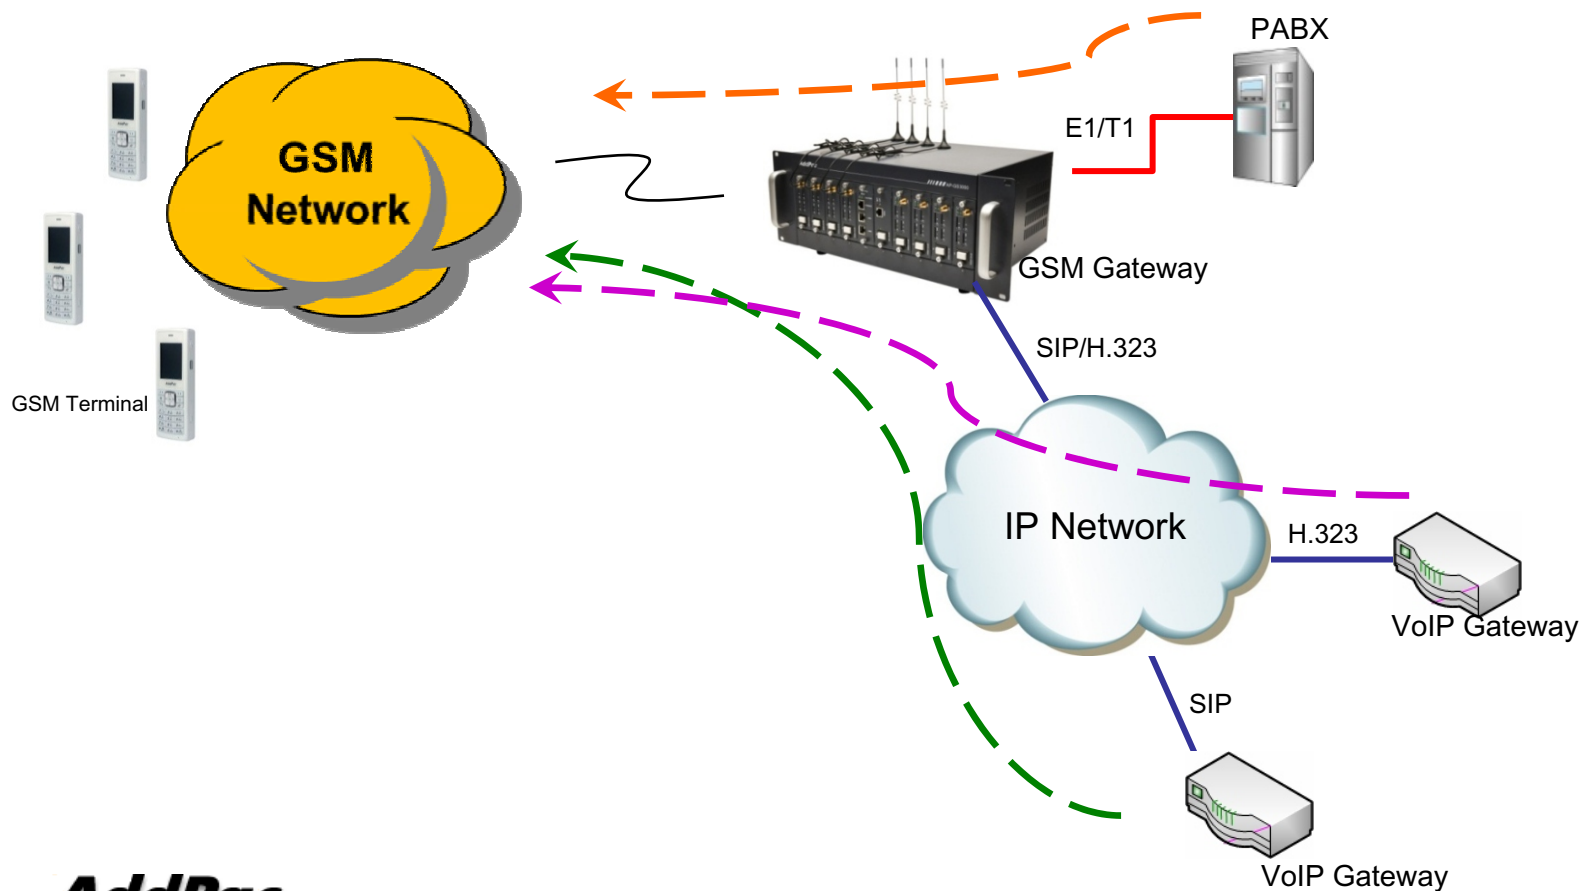 PABX
E1/T1
GSM
Network
GSM Gateway
SIP/H.323
GSM Terminal
IP Network
H.323
VoIP Gateway
SIP
VoIP Gateway
AddPac